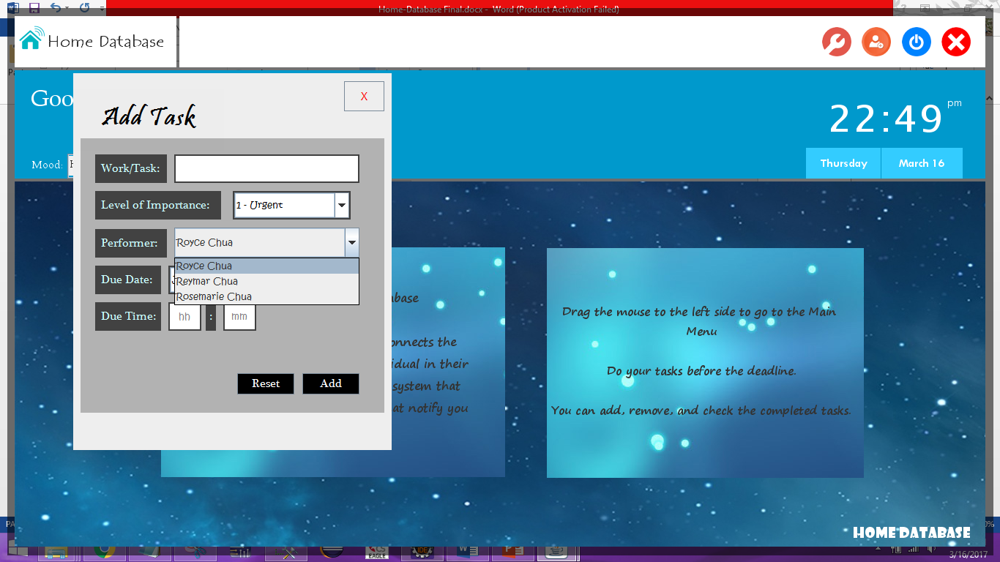 Home-Database Final.docx - Word (Product Activation Failed)
Home Database
Goo
22:49 pm
Mood:
Thursday
March 16
X
Add Task
Work/Task:
Level of Importance:
1 - Urgent
Performer:
Royce Chua
Royce Chua
Reymar Chua
Rosemarie Chua
Due Date:
Due Time:
hh
:
mm
Reset
Add
abase
onnects the
idual in their
system that
at notify you
Drag the mouse to the left side to go to the Main
Menu
Do your tasks before the deadline.
You can add, remove, and check the completed tasks.
HOME DATABASE
EAGLE
IDE
3/16/2017